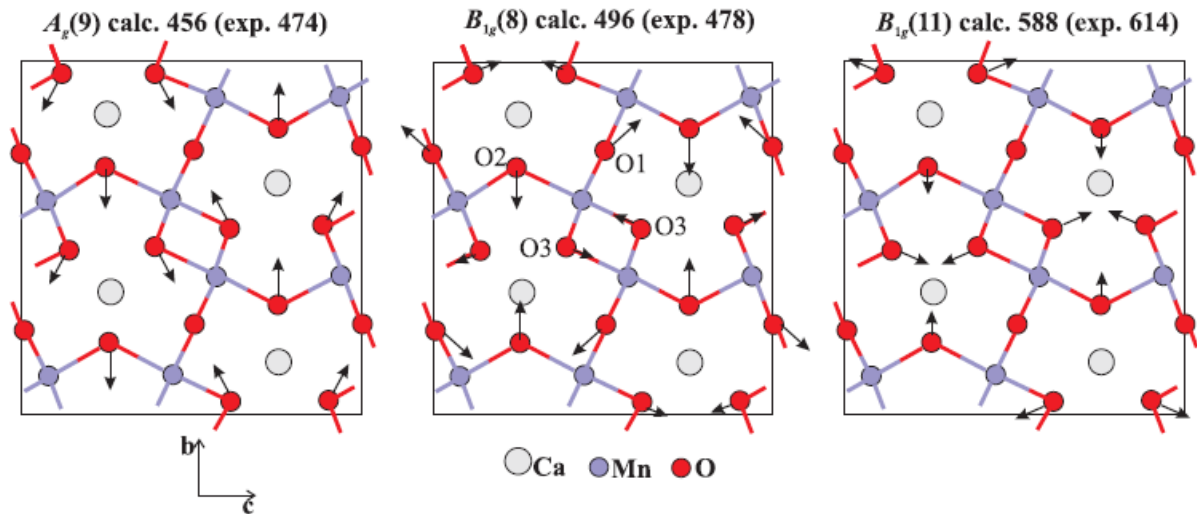 Ag(9) calc. 456 (exp. 474)
B1g(8) calc. 496 (exp. 478)
B1g(11) calc. 588 (exp. 614)
O2
O1
O3
O3
b
c
Ca
Mn
O